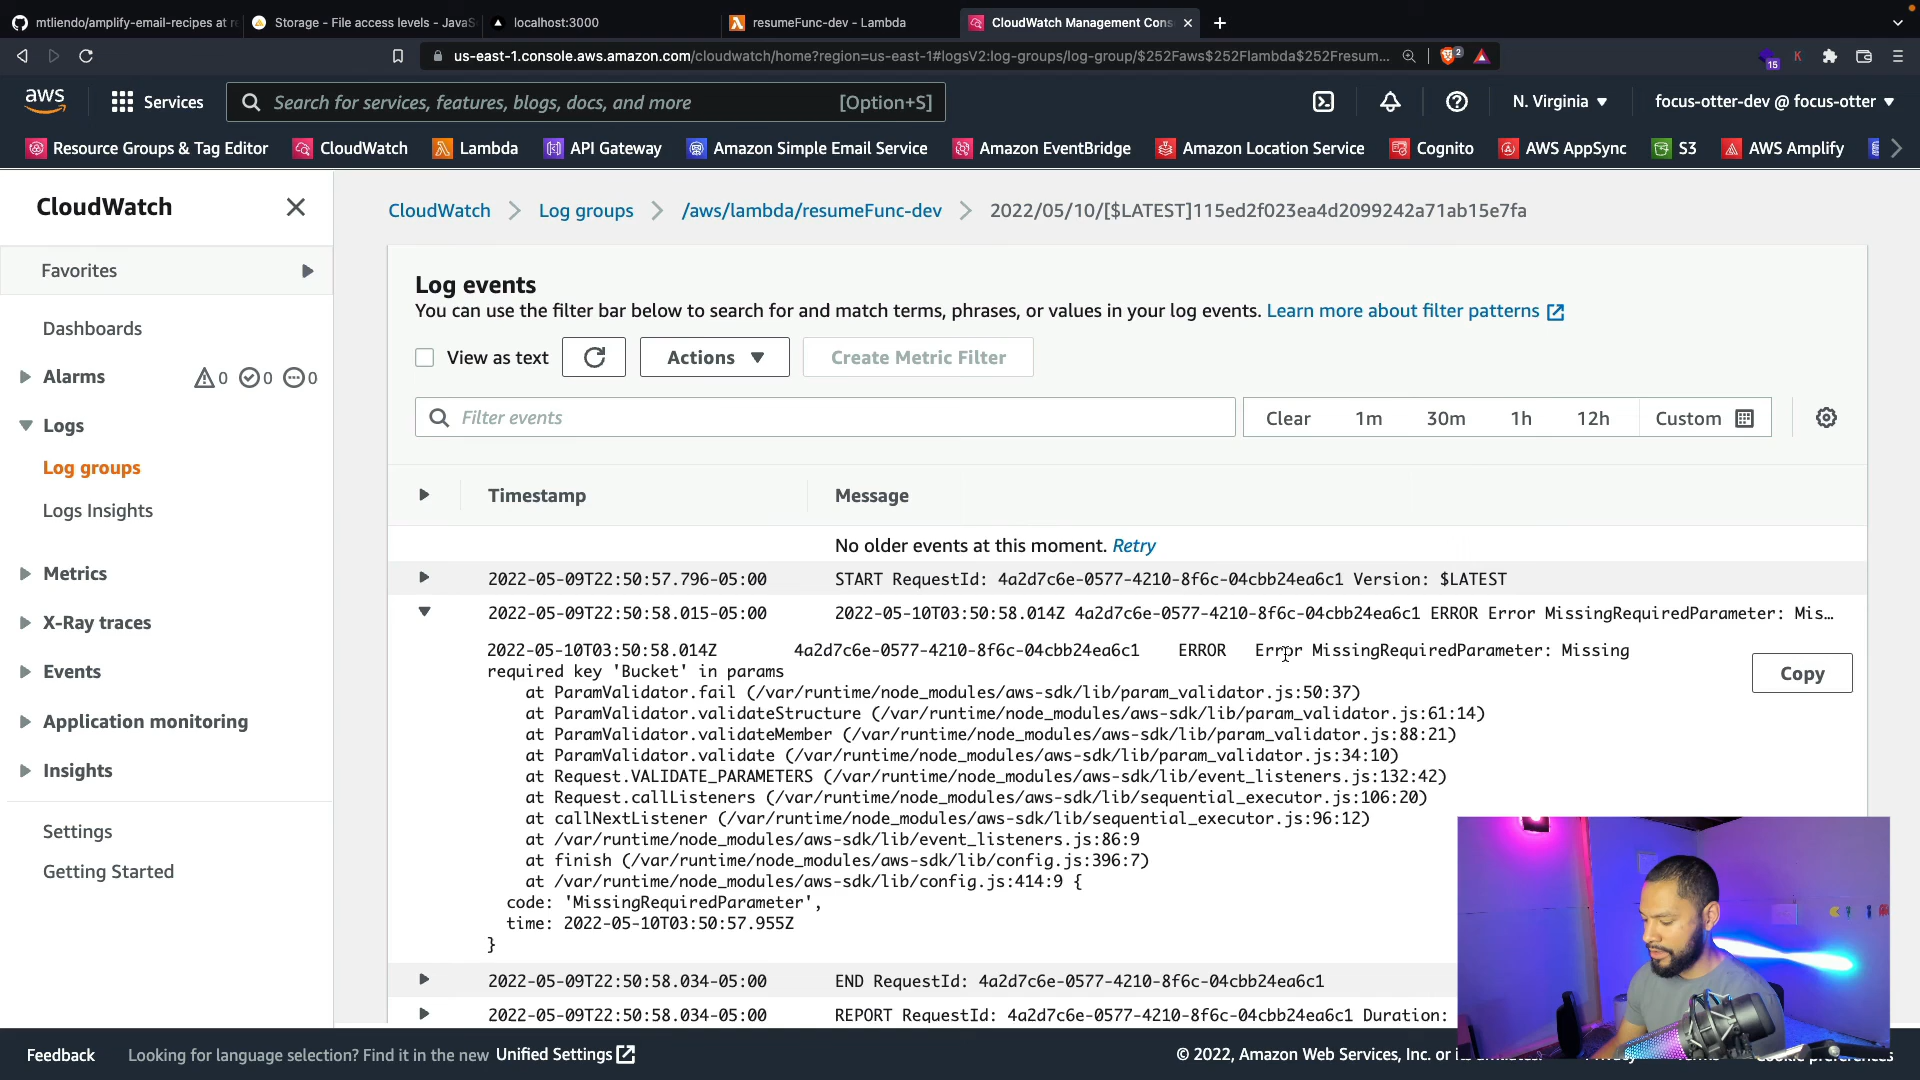 mtliendo/amplify-email-recipes at r
Storage - File access levels - JavaS
localhost:3000
resumeFunc-dev - Lambda
CloudWatch Management Cons
us-east-1.console.aws.amazon.com/cloudwatch/home?region=us-east-1#logsV2:log-groups/log-group/$252Faws$252Flambda$252Fresum...
2
15
K
aws
Services
Search for services, features, blogs, docs, and more
[Option+S]
N. Virginia
focus-otter-dev @ focus-otter
Resource Groups & Tag Editor
CloudWatch
Lambda
API Gateway
Amazon Simple Email Service
Amazon EventBridge
Amazon Location Service
Cognito
AWS AppSync
S3
AWS Amplify
CloudWatch
Favorites
Dashboards
Alarms
0
0
0
Logs
Log groups
Logs Insights
Metrics
X-Ray traces
Events
Application monitoring
Insights
Settings
Getting Started
CloudWatch
Log groups
/aws/lambda/resumeFunc-dev
2022/05/10/[$LATEST]115ed2f023ea4d2099242a71ab15e7fa
Log events
You can use the filter bar below to search for and match terms, phrases, or values in your log events. Learn more about filter patterns
View as text
Actions
Create Metric Filter
Filter events
Clear
1m
30m
1h
12h
Custom
Timestamp
Message
No older events at this moment. Retry
2022-05-09T22:50:57.796-05:00 START RequestId: 4a2d7c6e-0577-4210-8f6c-04cbb24ea6c1 Version: $LATEST
2022-05-09T22:50:58.015-05:00 2022-05-10T03:50:58.014Z 4a2d7c6e-0577-4210-8f6c-04cbb24ea6c1 ERROR Error MissingRequiredParameter: Mis...
2022-05-10T03:50:58.014Z 4a2d7c6e-0577-4210-8f6c-04cbb24ea6c1 ERROR Error MissingRequiredParameter: Missing
required key 'Bucket' in params
at ParamValidator.fail (/var/runtime/node_modules/aws-sdk/lib/param_validator.js:50:37)
at ParamValidator.validateStructure (/var/runtime/node_modules/aws-sdk/lib/param_validator.js:61:14)
at ParamValidator.validateMember (/var/runtime/node_modules/aws-sdk/lib/param_validator.js:88:21)
at ParamValidator.validate (/var/runtime/node_modules/aws-sdk/lib/param_validator.js:34:10)
at Request.VALIDATE_PARAMETERS (/var/runtime/node_modules/aws-sdk/lib/event_listeners.js:132:42)
at Request.callListeners (/var/runtime/node_modules/aws-sdk/lib/sequential_executor.js:106:20)
at callNextListener (/var/runtime/node_modules/aws-sdk/lib/sequential_executor.js:96:12)
at /var/runtime/node_modules/aws-sdk/lib/event_listeners.js:86:9
at finish (/var/runtime/node_modules/aws-sdk/lib/config.js:396:7)
at /var/runtime/node_modules/aws-sdk/lib/config.js:414:9 {
code: 'MissingRequiredParameter',
time: 2022-05-10T03:50:57.955Z
}
Copy
2022-05-09T22:50:58.034-05:00 END RequestId: 4a2d7c6e-0577-4210-8f6c-04cbb24ea6c1
2022-05-09T22:50:58.034-05:00 REPORT RequestId: 4a2d7c6e-0577-4210-8f6c-04cbb24ea6c1 Duration:
Feedback
Looking for language selection? Find it in the new Unified Settings
© 2022, Amazon Web Services, Inc. or